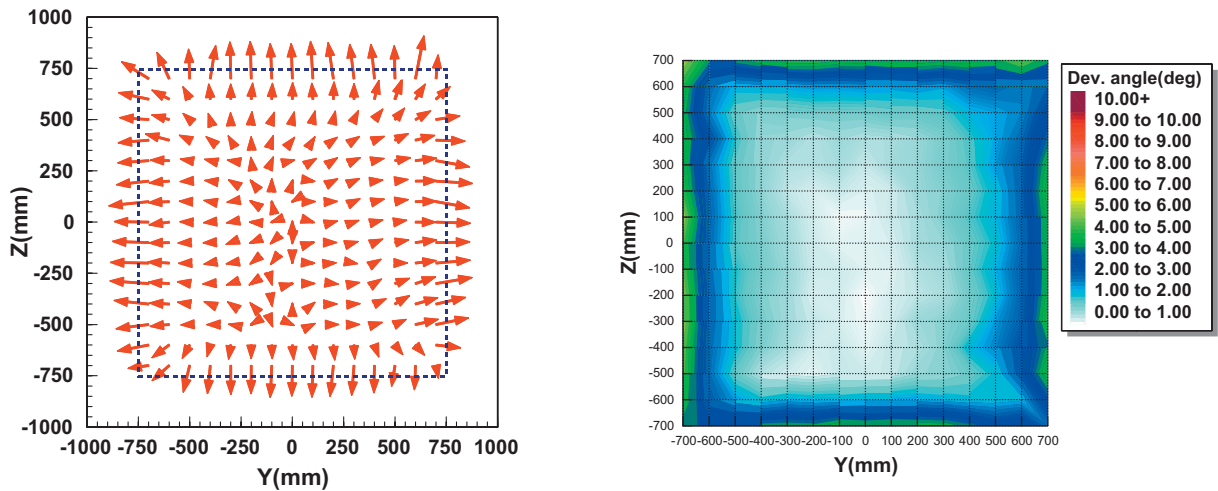 1000
750
500
250
0
-250
-500
-750
-1000
Z(mm)
-1000 -750 -500 -250 0 250 500 750 1000
Y(mm)
700
600
500
400
300
200
100
0
-100
-200
-300
-400
-500
-600
-700
Z(mm)
-700 -600 -500 -400 -300 -200 -100 0 100 200 300 400 500 600 700
Y(mm)
Dev. angle(deg)
10.00+
9.00 to 10.00
8.00 to 9.00
7.00 to 8.00
6.00 to 7.00
5.00 to 6.00
4.00 to 5.00
3.00 to 4.00
2.00 to 3.00
1.00 to 2.00
0.00 to 1.00